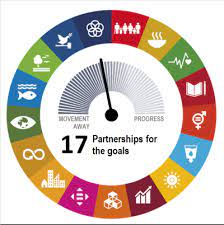 MOVEMENT AWAY
PROGRESS
17 Partnerships for
the goals